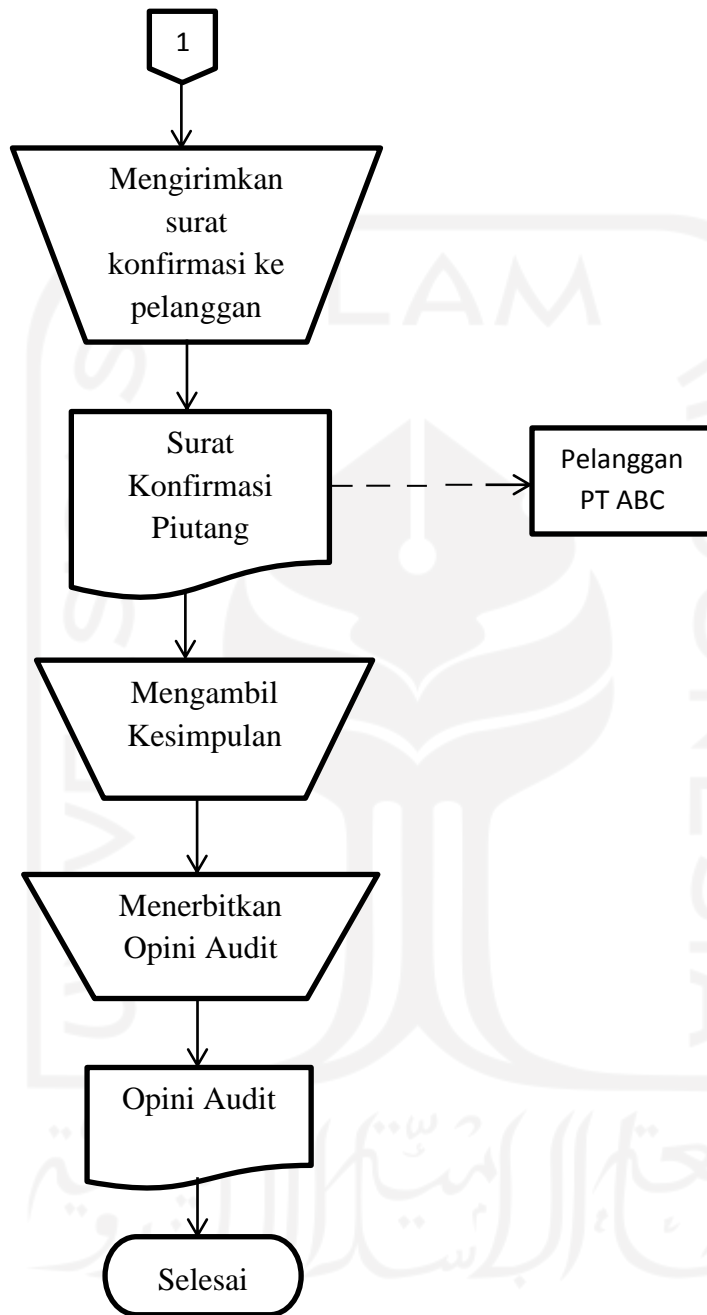 1
Mengirimkan
surat
konfirmasi ke
pelanggan
Surat
Konfirmasi
Piutang
Pelanggan
PT ABC
Mengambil
Kesimpulan
Menerbitkan
Opini Audit
Opini Audit
Selesai